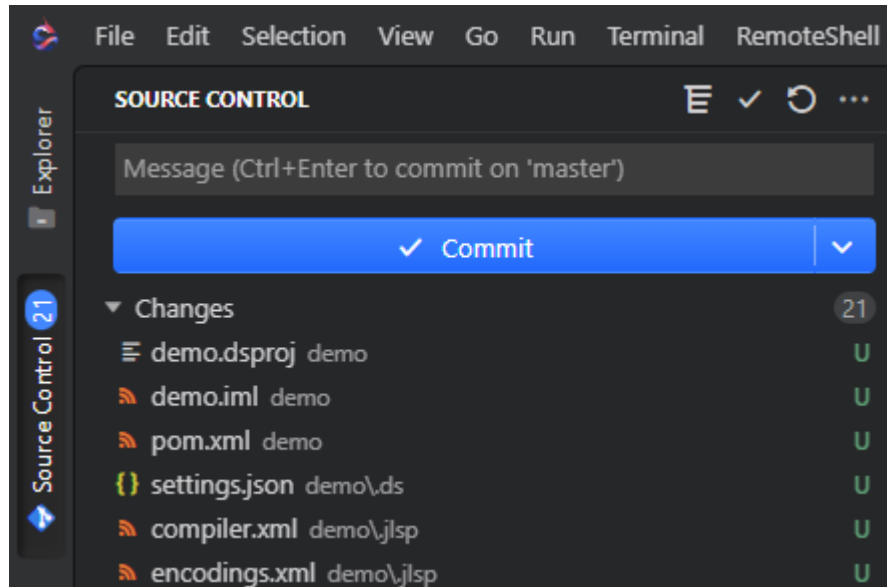 File Edit Selection View Go Run Terminal RemoteShell
SOURCE CONTROL
Explorer
Message (Ctrl+Enter to commit on 'master')
Commit
Source Control 21
Changes 21
demo.dsproj demo U
demo.iml demo U
pom.xml demo U
settings.json demo\.ds U
compiler.xml demo\.jlsp U
encodings.xml demo\.jlsp U